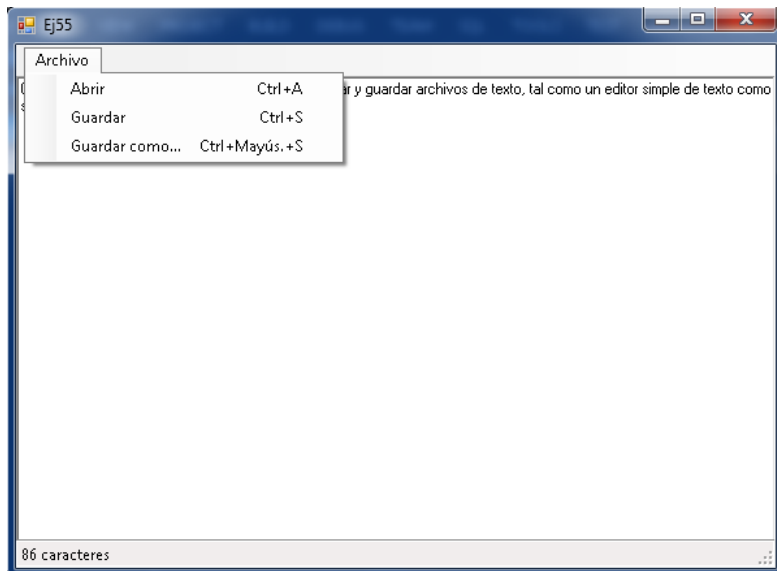 Ej55
Archivo
Abrir Ctrl+A
Guardar Ctrl+S
Guardar como... Ctrl+Mayús.+S
y guardar archivos de texto, tal como un editor simple de texto como
86 caracteres